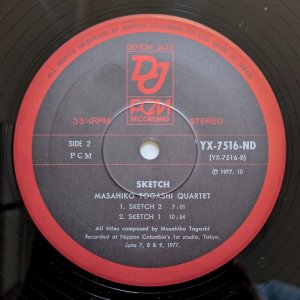 ALL RIGHTS RESERVED BY NIPPON COLUMBIA CO. LTD. MADE IN JAPAN
DENON JAZZ
DJ
PCM
RECORDING
33⅓RPM
STEREO
SIDE 2
PCM
YX-7516-ND
(YX-7516-B)
Ⓟ 1977. 10
SKETCH
MASAHIKO TOGASHI QUARTET
1. SKETCH 2 7:01
2. SKETCH 1 10:54
All titles composed by Masahiko Togashi
Recorded at Nippon Columbia's 1st studio, Tokyo,
June 7, 8 & 9, 1977.